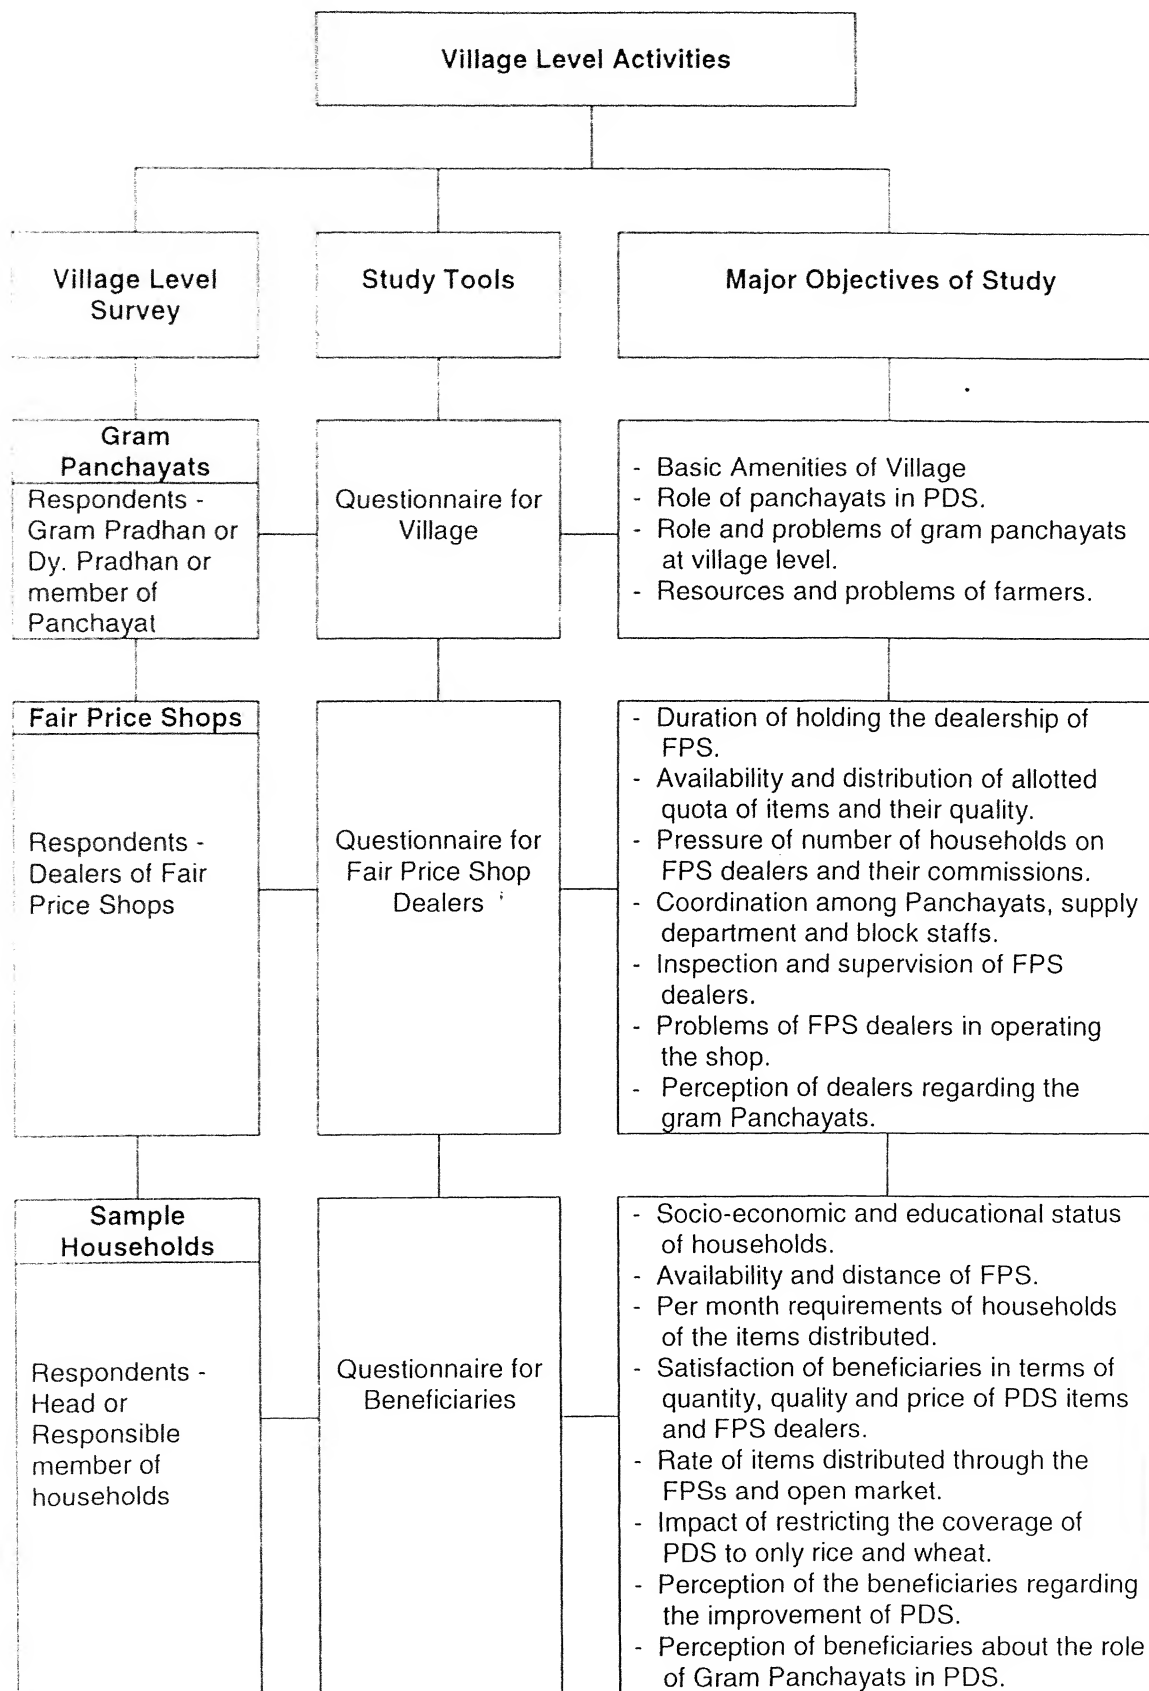 Village Level Activities
Village Level
Survey
Study Tools
Major Objectives of Study
Gram
Panchayats
Respondents -
Gram Pradhan or
Dy. Pradhan or
member of
Panchayat
Questionnaire for
Village
- Basic Amenities of Village
- Role of panchayats in PDS.
- Role and problems of gram panchayats
at village level.
- Resources and problems of farmers.
Fair Price Shops
Respondents -
Dealers of Fair
Price Shops
Questionnaire for
Fair Price Shop
Dealers
- Duration of holding the dealership of
FPS.
- Availability and distribution of allotted
quota of items and their quality.
- Pressure of number of households on
FPS dealers and their commissions.
- Coordination among Panchayats, supply
department and block staffs.
- Inspection and supervision of FPS
dealers.
- Problems of FPS dealers in operating
the shop.
- Perception of dealers regarding the
gram Panchayats.
Sample
Households
Respondents -
Head or
Responsible
member of
households
Questionnaire for
Beneficiaries
- Socio-economic and educational status
of households.
- Availability and distance of FPS.
- Per month requirements of households
of the items distributed.
- Satisfaction of beneficiaries in terms of
quantity, quality and price of PDS items
and FPS dealers.
- Rate of items distributed through the
FPSs and open market.
- Impact of restricting the coverage of
PDS to only rice and wheat.
- Perception of the beneficiaries regarding
the improvement of PDS.
- Perception of beneficiaries about the role
of Gram Panchayats in PDS.